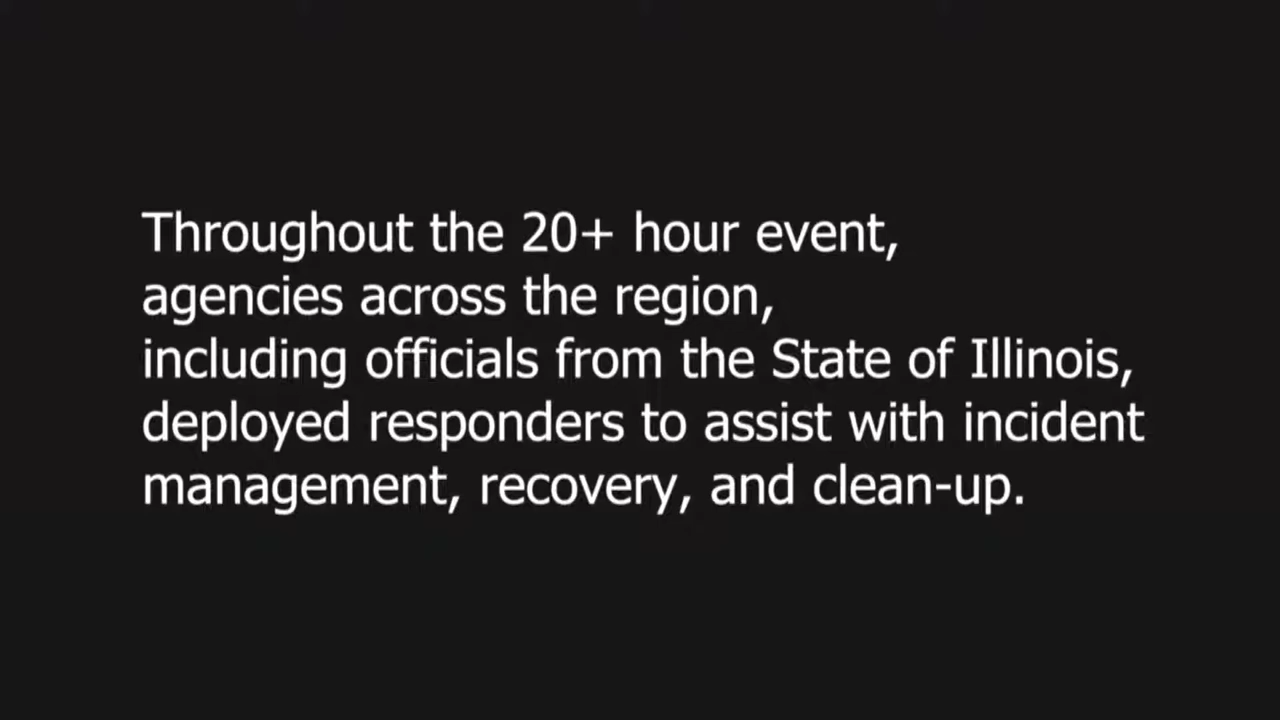 Throughout the 20+ hour event,
agencies across the region,
including officials from the State of Illinois,
deployed responders to assist with incident
management, recovery, and clean-up.